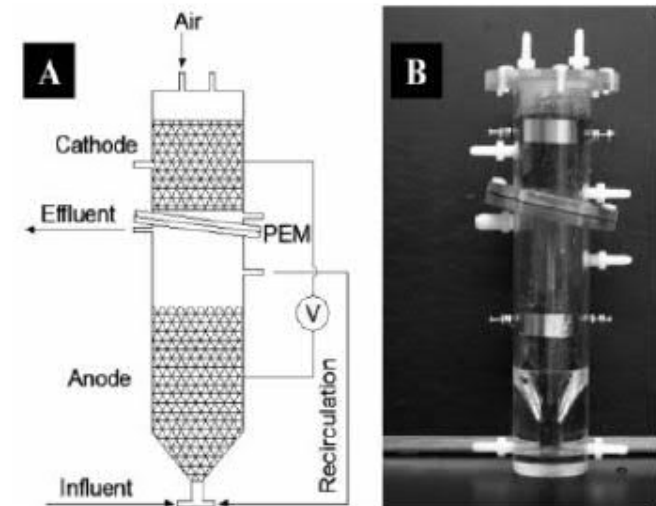 A
Air
Cathode
Effluent
PEM
V
Anode
Recirculation
Influent
B